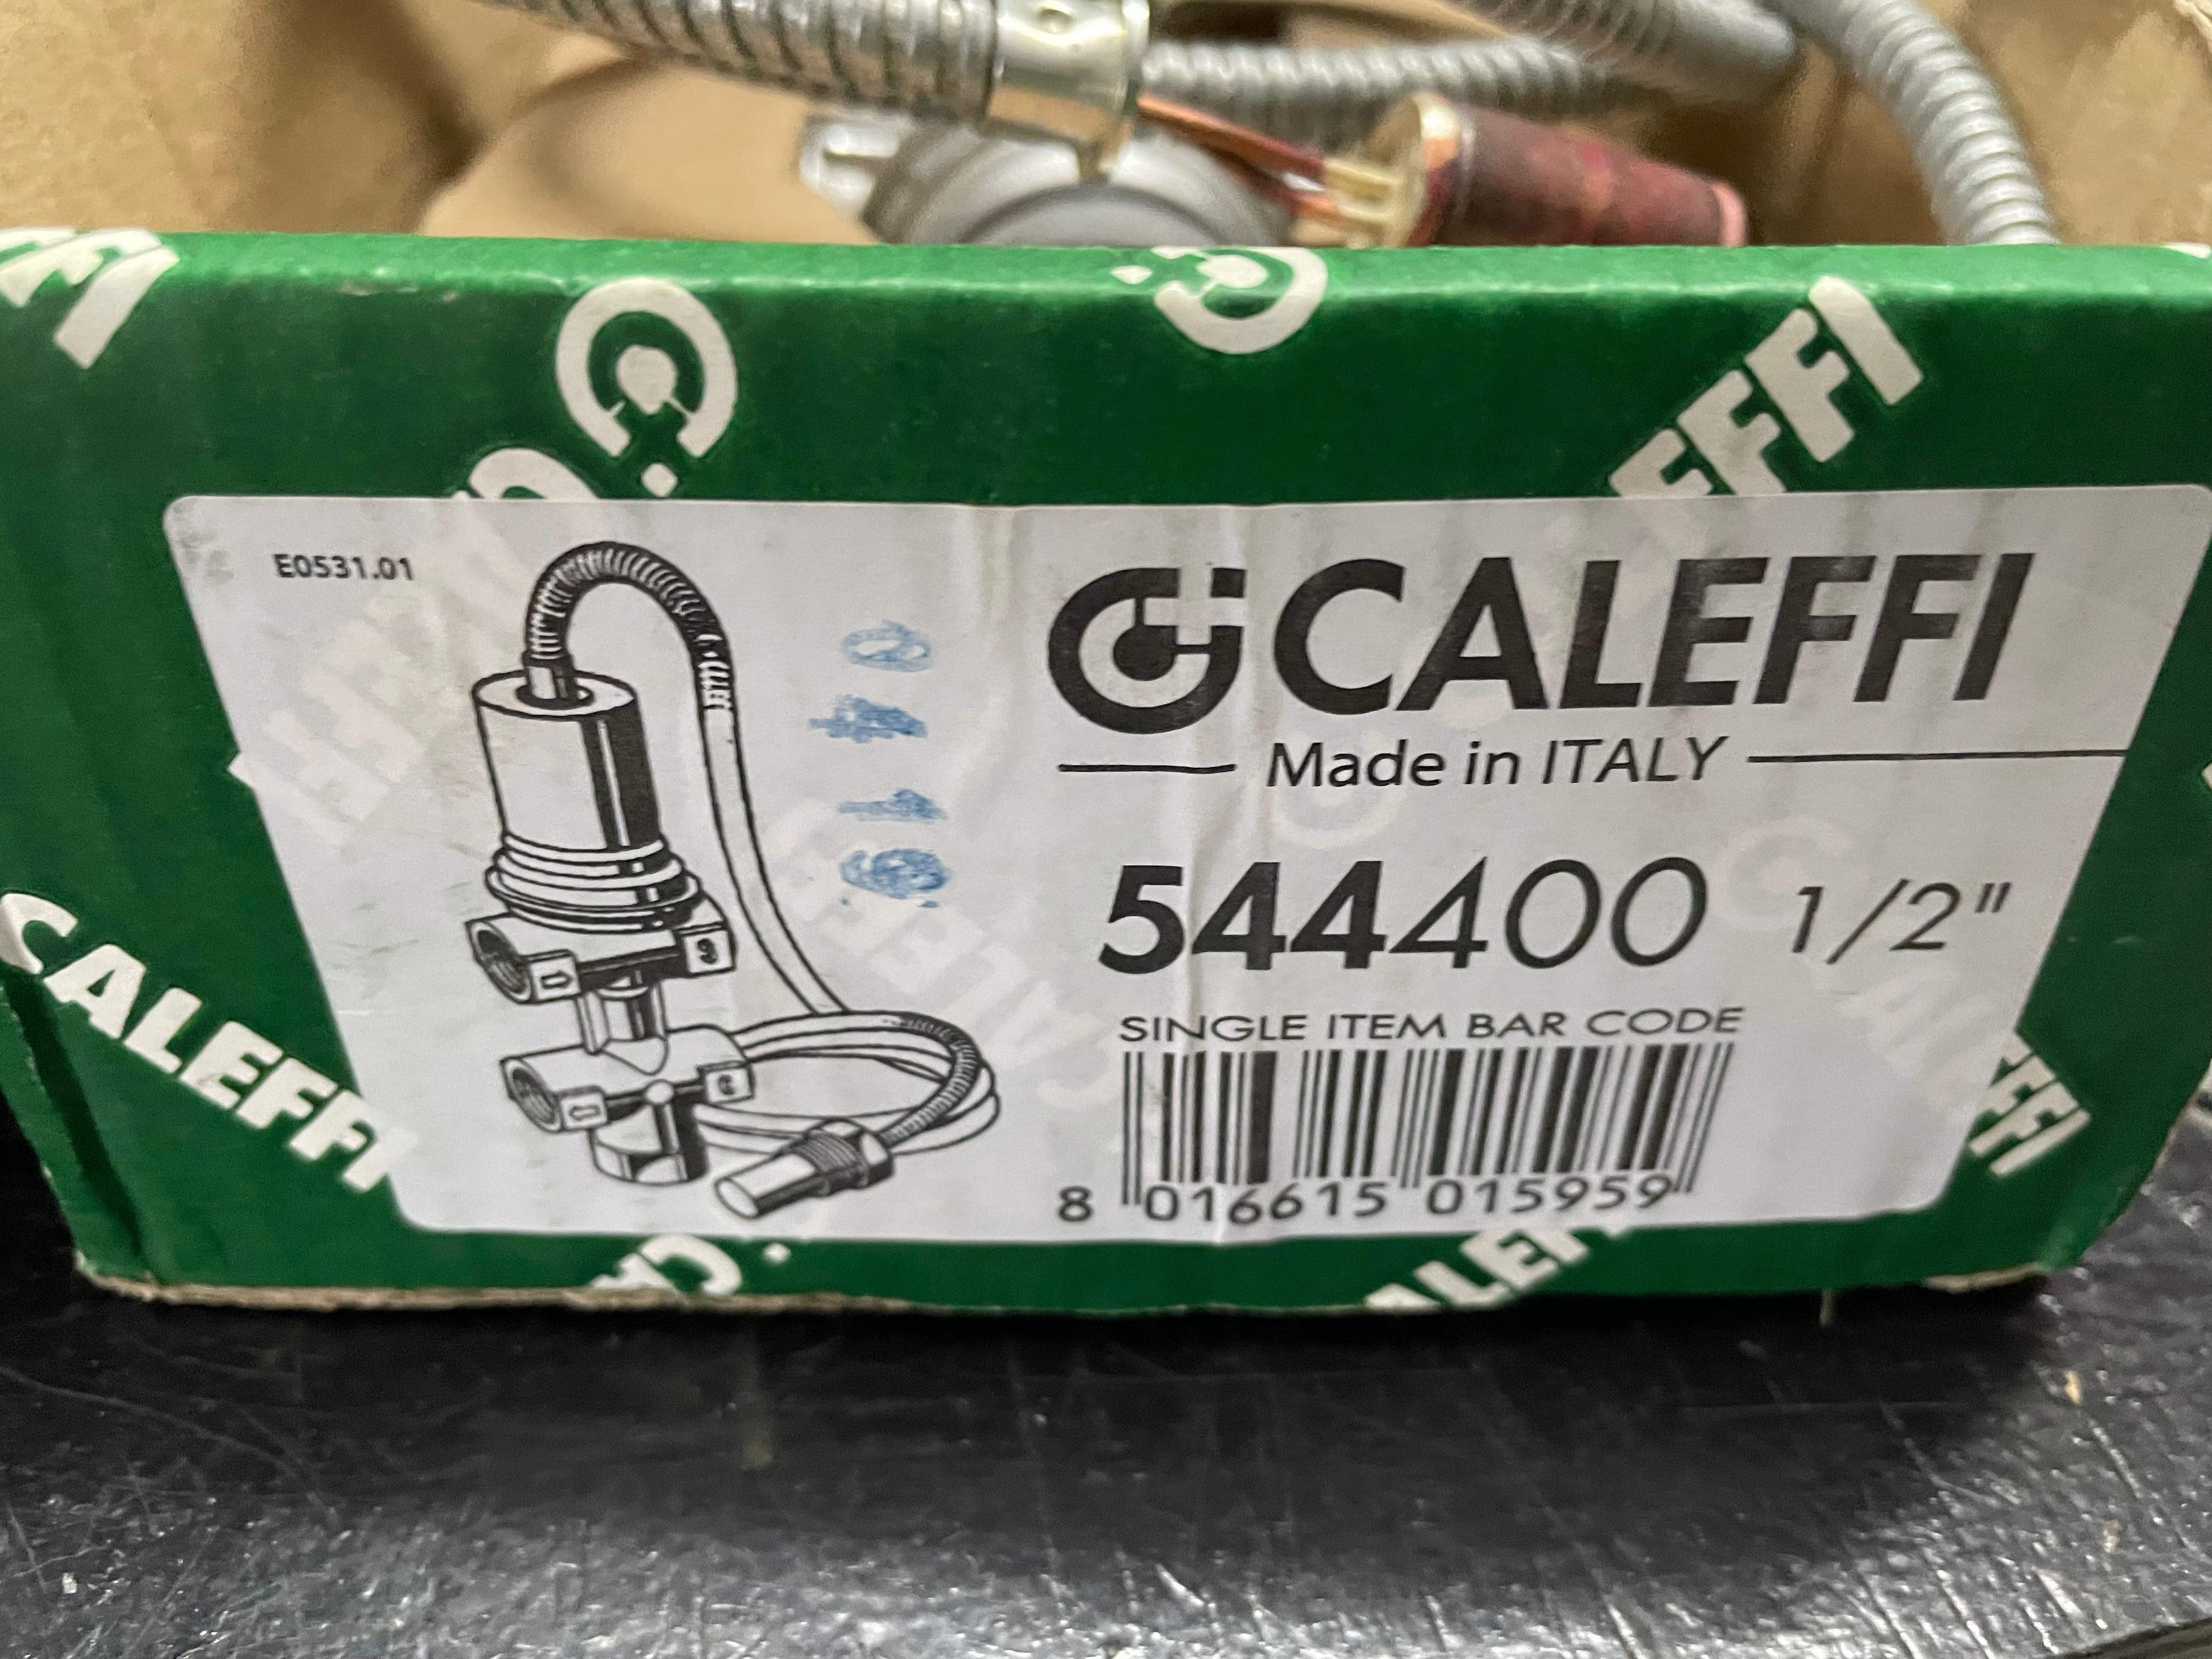 CALEFFI
E0531.01
CALEFFI
Made in ITALY
544400 1/2"
SINGLE ITEM BAR CODE
8 016615 015959
CALEFFI